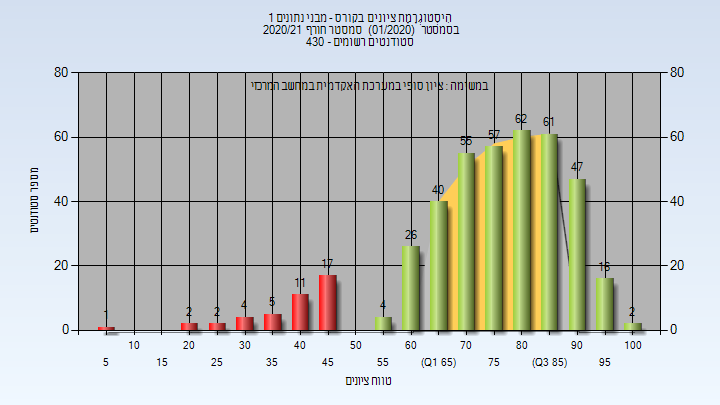 היסטוגרמת ציונים בקורס - מבני נתונים 1
בסמסטר (01/2020) סמסטר חורף 2020/21
סטודנטים רשומים - 430
במשימה : ציון סופי במערכת האקדמית במחשב המרכזי
מספר סטודנטים
80 60 40 20 0
80 60 40 20 0
1 2 2 4 5 11 17 4 26 40 55 57 62 61 47 16 2
10 20 30 40 50 60 70 80 90 100
5 15 25 35 45 55 (Q1 65) 75 (Q3 85) 95
טווח ציונים